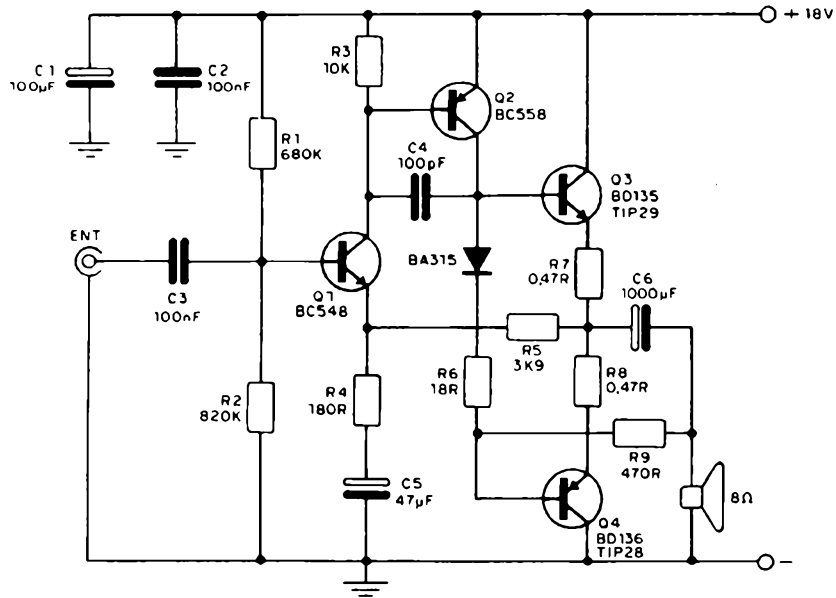 + 18V
C1
100µF
C2
100nF
R3
10K
Q2
BC558
R1
680K
C4
100pF
Q3
BD135
TIP29
ENT
BA315
R7
0,47R
C6
1000µF
C3
100nF
Q1
BC548
R5
3K9
R4
180R
R6
18R
R8
0,47R
R2
820K
R9
470R
C5
47µF
8Ω
Q4
BD136
TIP28
-